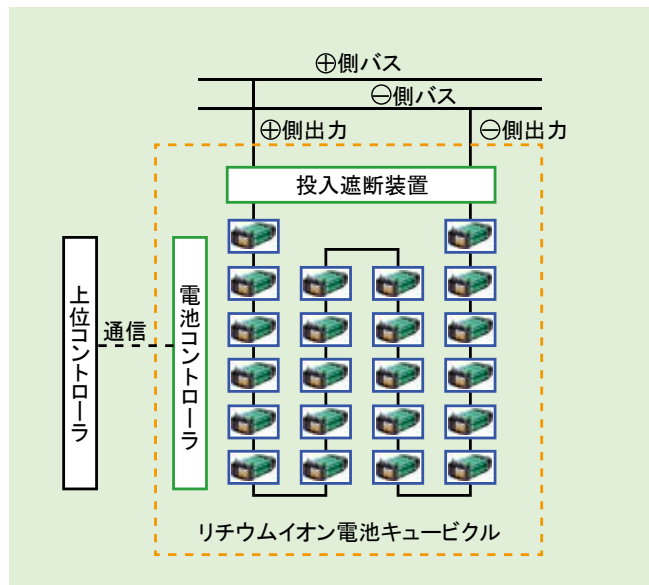 ⊕側バス
⊖側バス
⊕側出力
⊖側出力
投入遮断装置
上位コントローラ
通信
電池コントローラ
リチウムイオン電池キュービクル